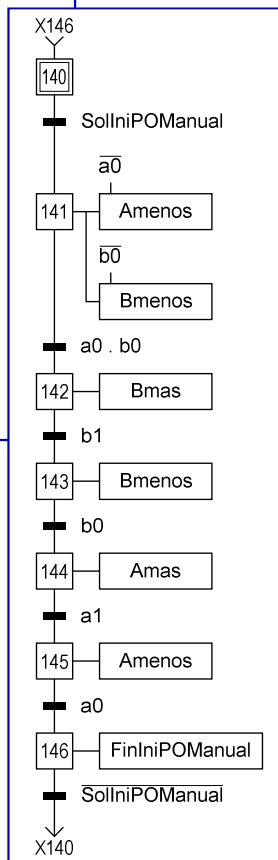 X146
140
SolIniPOManual
a0
141
Amenos
b0
Bmenos
a0 . b0
142
Bmas
b1
143
Bmenos
b0
144
Amas
a1
145
Amenos
a0
146
FinIniPOManual
SolIniPOManual
X140